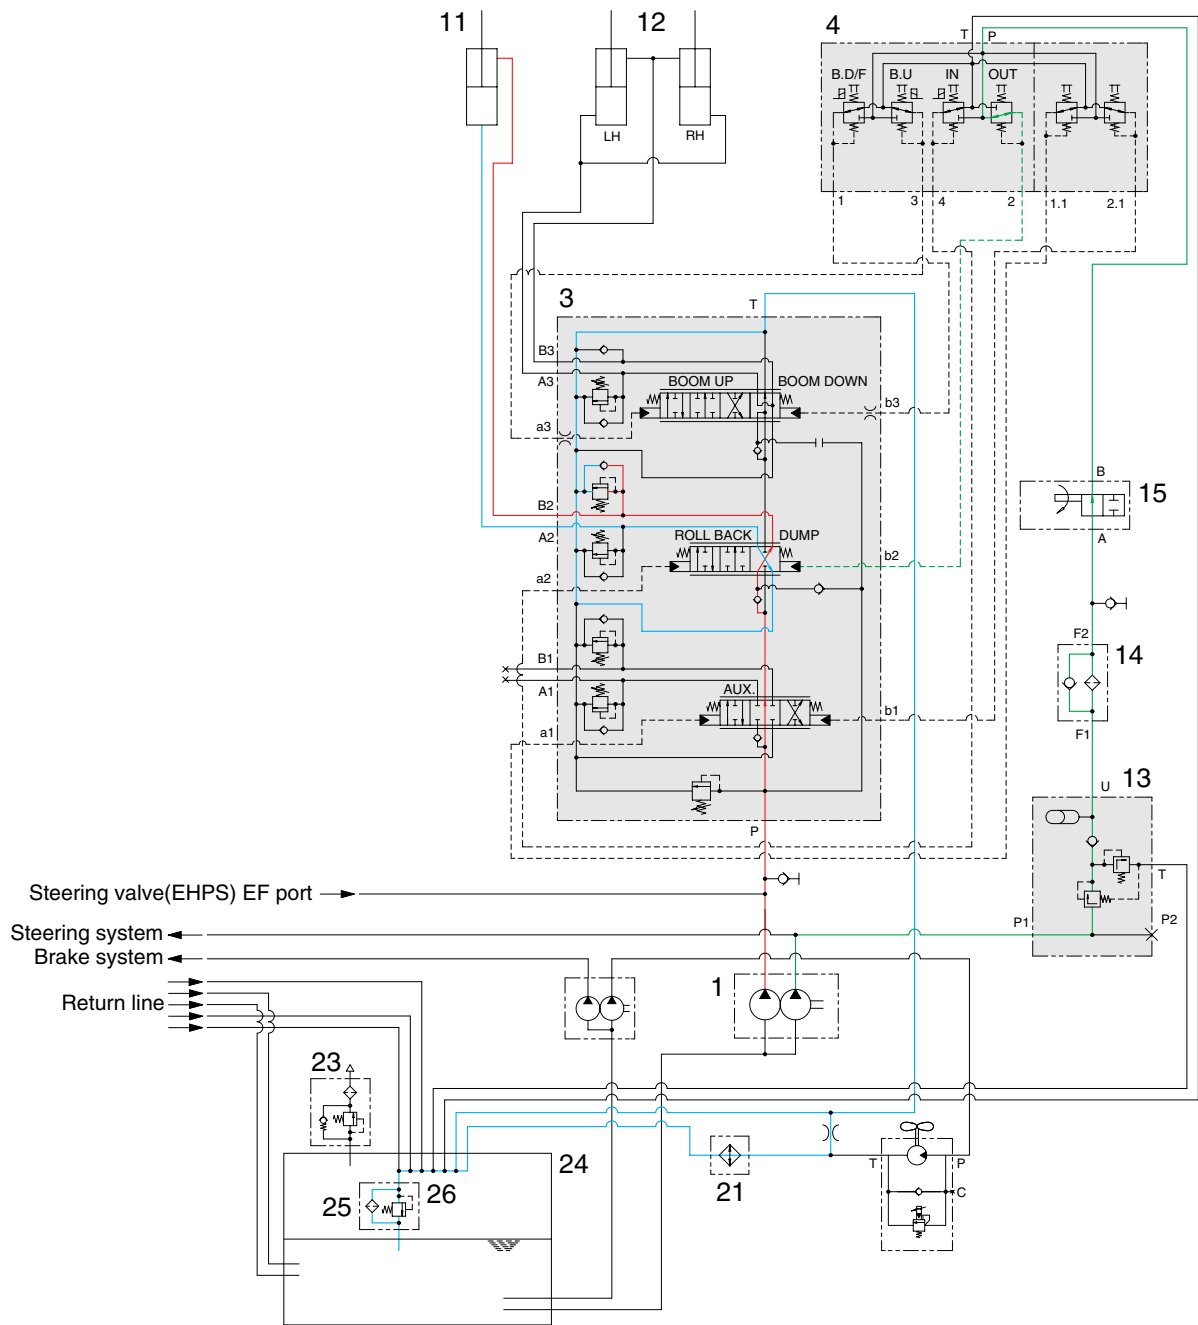 11
12
4
T
P
B.D/F
B.U
IN
OUT
LH
RH
1
3
4
2
1.1
2.1
3
T
B3
A3
BOOM UP
BOOM DOWN
b3
a3
B
15
B2
A2
ROLL BACK
DUMP
b2
A
a2
F2
14
B1
A1
AUX.
b1
a1
F1
U
13
P
T
Steering valve(EHPS) EF port
Steering system
P1
P2
Brake system
1
Return line
23
24
T
P
21
C
25
26